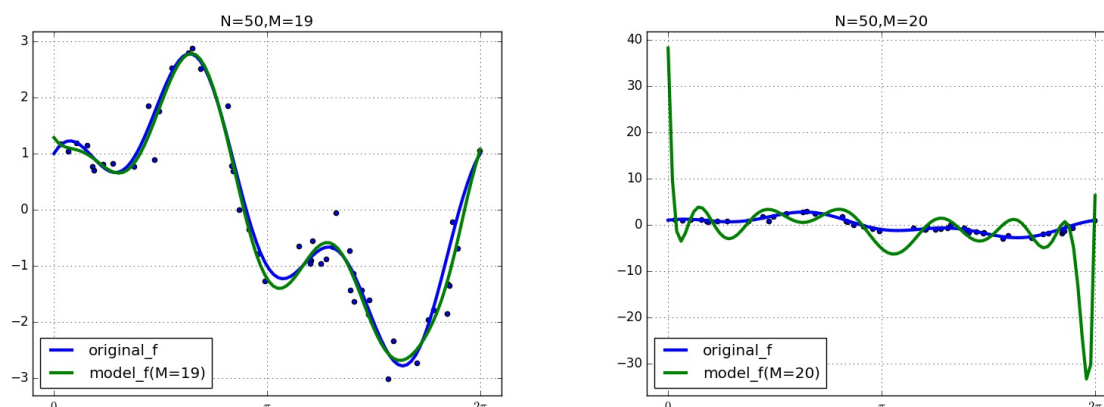 N=50,M=19
3
2
1
0
−1
−2
−3
original_f
model_f(M=19)
0
π
2π
N=50,M=20
40
30
20
10
0
−10
−20
−30
original_f
model_f(M=20)
0
π
2π